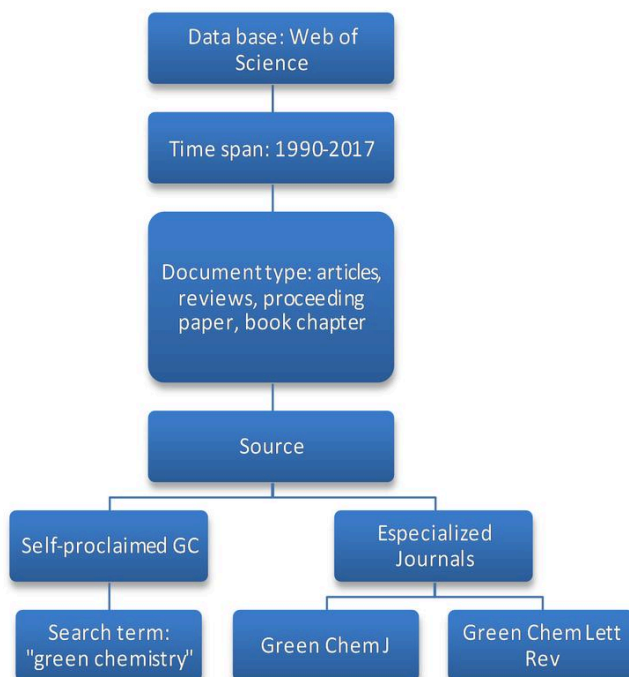 Data base: Web of
Science
Time span: 1990-2017
Document type: articles,
reviews, proceeding
paper, book chapter
Source
Self-proclaimed GC
Especialized
Journals
Search term:
"green chemistry"
Green Chem J
Green Chem Lett
Rev